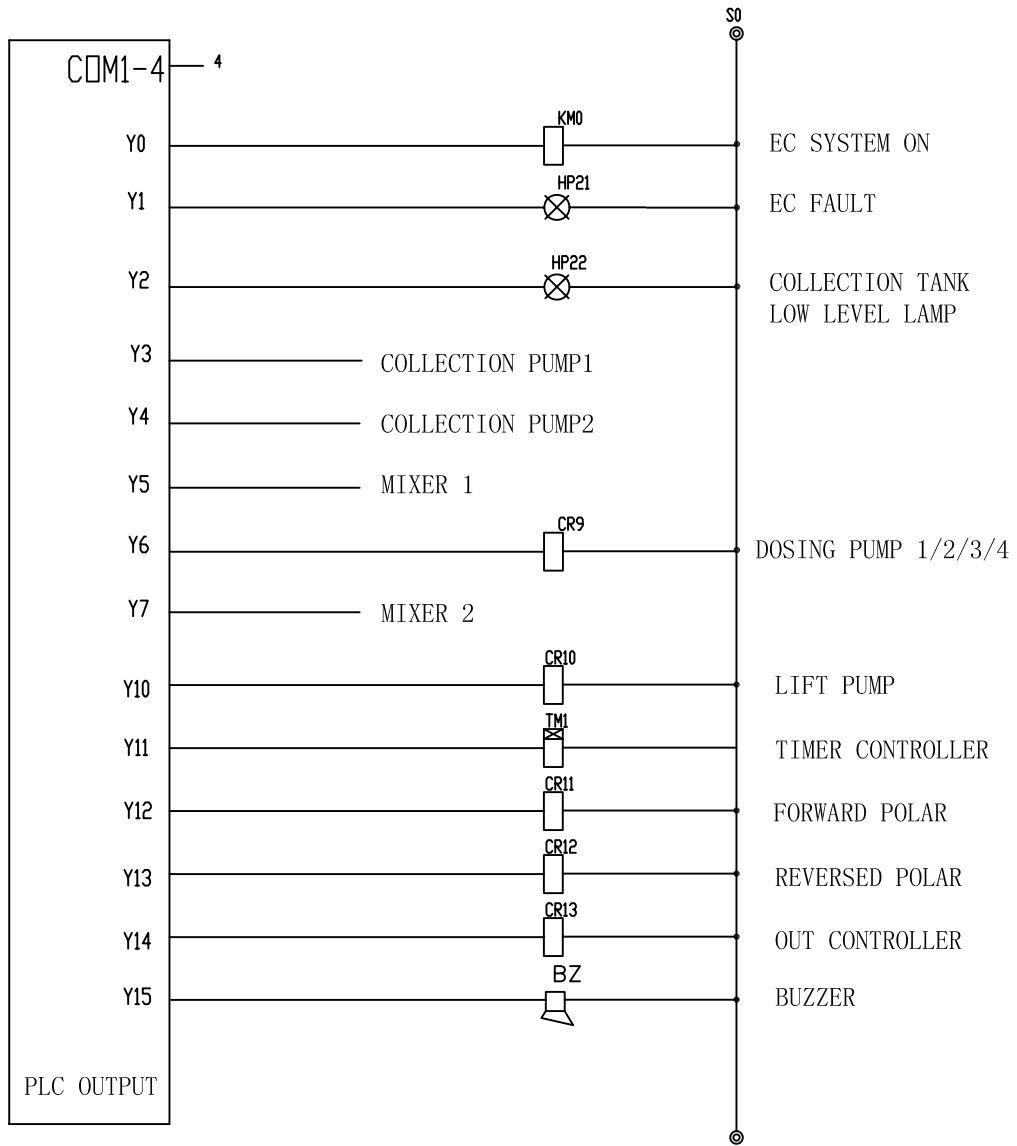 S0
COM1-4 4
Y0 KM0 EC SYSTEM ON
Y1 HP21 EC FAULT
Y2 HP22 COLLECTION TANK
LOW LEVEL LAMP
Y3 COLLECTION PUMP1
Y4 COLLECTION PUMP2
Y5 MIXER 1
Y6 CR9 DOSING PUMP 1/2/3/4
Y7 MIXER 2
Y10 CR10 LIFT PUMP
Y11 TM1 TIMER CONTROLLER
Y12 CR11 FORWARD POLAR
Y13 CR12 REVERSED POLAR
Y14 CR13 OUT CONTROLLER
Y15 BZ BUZZER
PLC OUTPUT